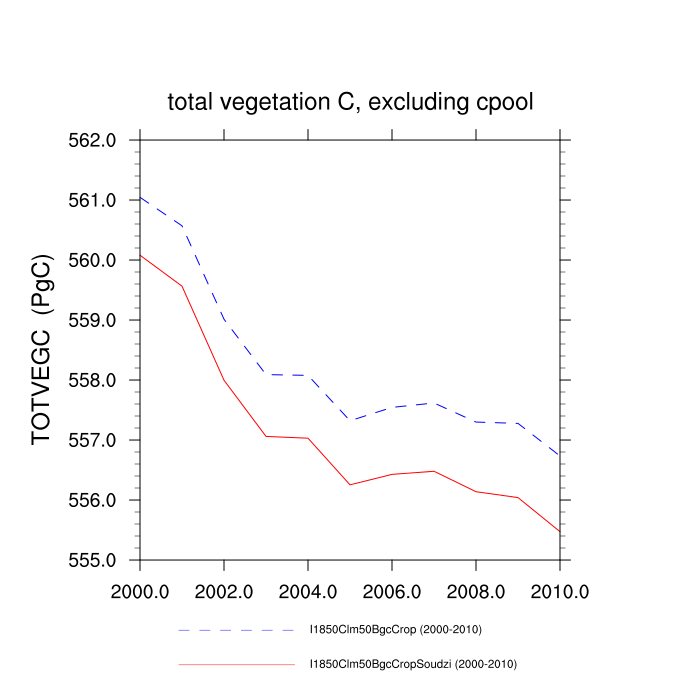 total vegetation C, excluding cpool
TOTVEGC (PgC)
562.0
561.0
560.0
559.0
558.0
557.0
556.0
555.0
2000.0 2002.0 2004.0 2006.0 2008.0 2010.0
I1850Clm50BgcCrop (2000-2010)
I1850Clm50BgcCropSoudzi (2000-2010)